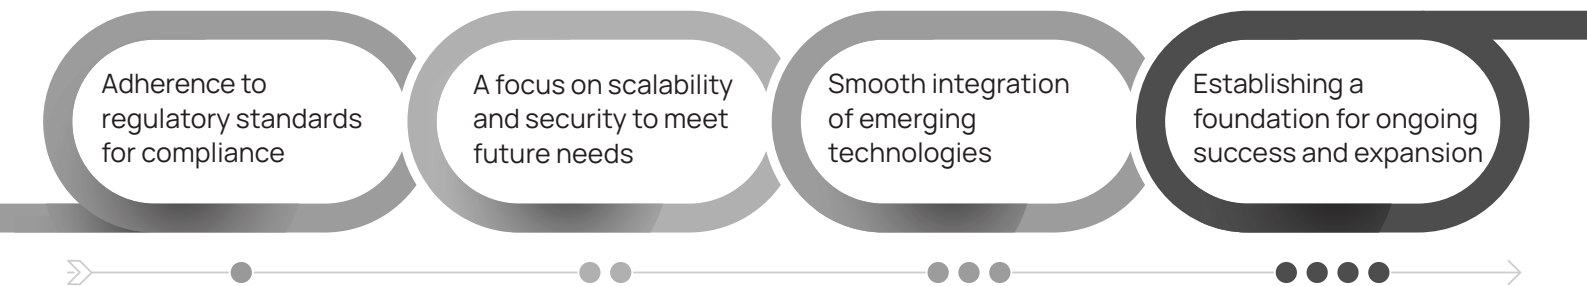 Adherence to
regulatory standards
for compliance
A focus on scalability
and security to meet
future needs
Smooth integration
of emerging
technologies
Establishing a
foundation for ongoing
success and expansion